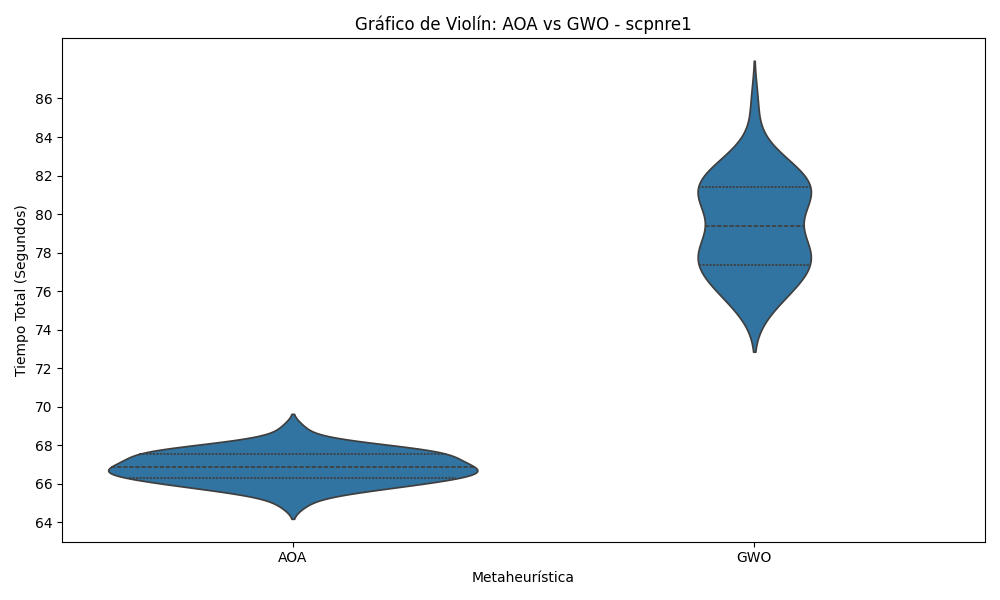 Gráfico de Violín: AOA vs GWO - scpnre1
Tiempo Total (Segundos)
86
84
82
80
78
76
74
72
70
68
66
64
AOA
GWO
Metaheurística